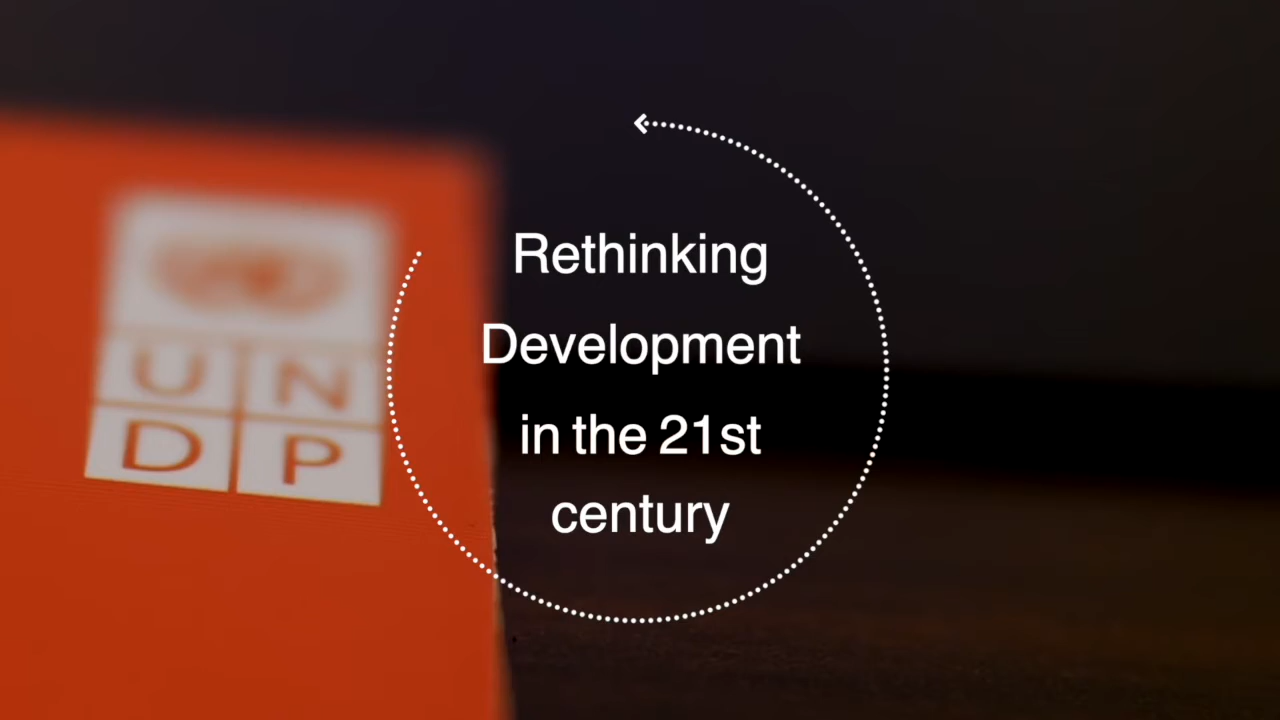 U N
D P
Rethinking
Development
in the 21st
century